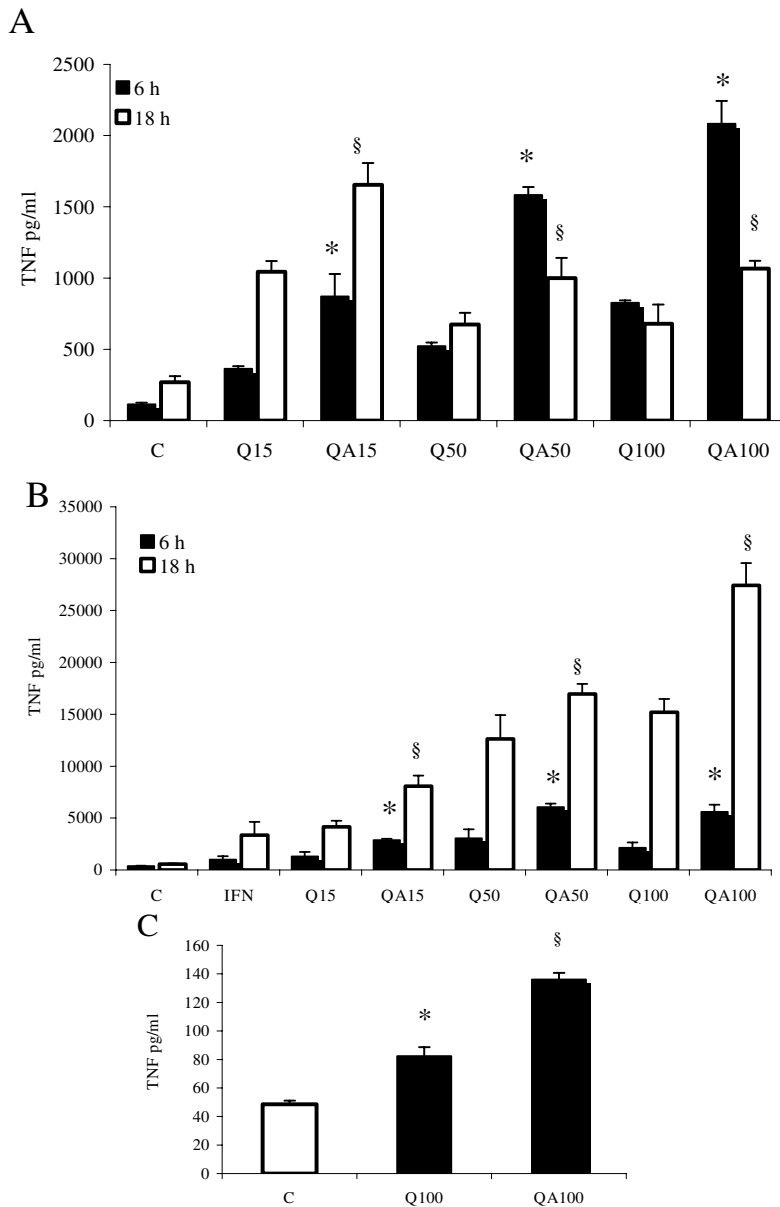 A
2500
2000
1500
1000
500
0
TNF pg/ml
6 h
18 h
*
§
*
§
*
§
*
C Q15 QA15 Q50 QA50 Q100 QA100
B
35000
30000
25000
20000
15000
10000
5000
0
TNF pg/ml
6 h
18 h
*
§
*
§
*
§
C IFN Q15 QA15 Q50 QA50 Q100 QA100
C
160
140
120
100
80
60
40
20
0
TNF pg/ml
*
§
C Q100 QA100